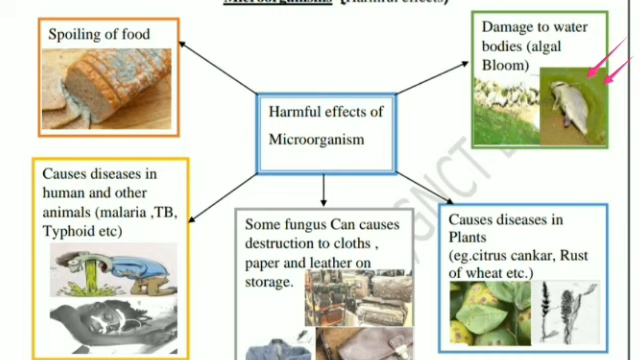 Microorganisms (Harmful effects)
Spoiling of food
Damage to water
bodies (algal
Bloom)
Harmful effects of
Microorganism
Causes diseases in
human and other
animals (malaria ,TB,
Typhoid etc)
Some fungus Can causes
destruction to cloths ,
paper and leather on
storage.
Causes diseases in
Plants
(eg.citrus cankar, Rust
of wheat etc.)